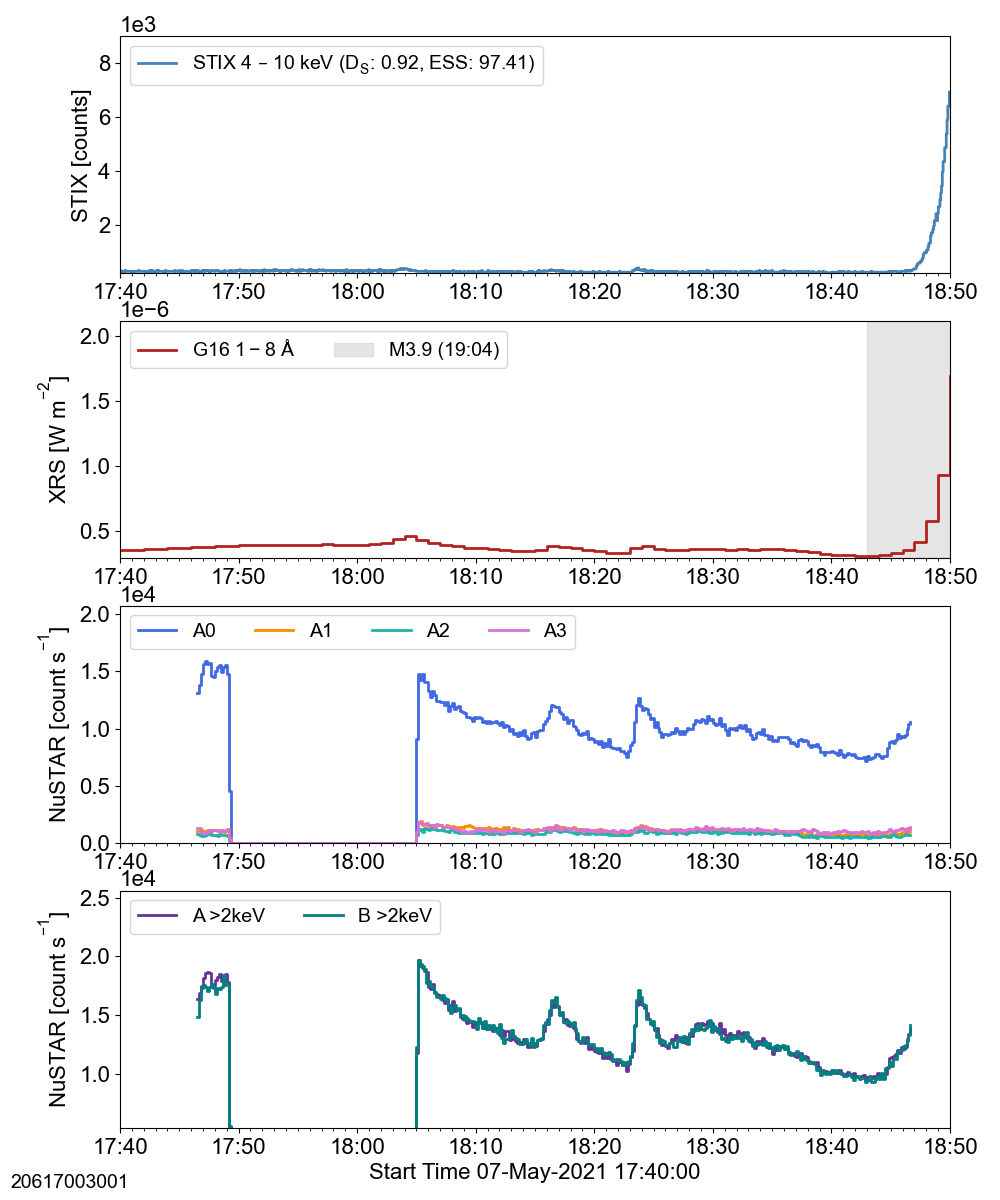 1e3
STIX 4 – 10 keV (D_S: 0.92, ESS: 97.41)
STIX [counts]
8
6
4
2
17:40 17:50 18:00 18:10 18:20 18:30 18:40 18:50
1e−6
G16 1 – 8 Å M3.9 (19:04)
XRS [W m⁻²]
2.0
1.5
1.0
0.5
17:40 17:50 18:00 18:10 18:20 18:30 18:40 18:50
1e4
A0 A1 A2 A3
NuSTAR [count s⁻¹]
2.0
1.5
1.0
0.5
0.0
17:40 17:50 18:00 18:10 18:20 18:30 18:40 18:50
1e4
A >2keV B >2keV
NuSTAR [count s⁻¹]
2.5
2.0
1.5
1.0
17:40 17:50 18:00 18:10 18:20 18:30 18:40 18:50
Start Time 07-May-2021 17:40:00
20617003001